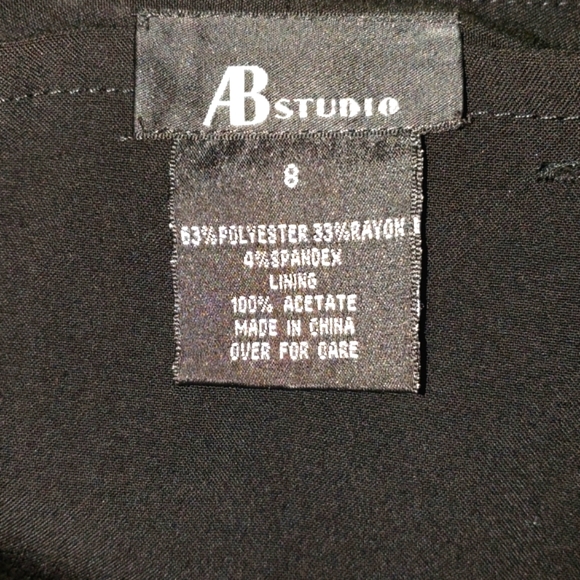 AB STUDIO
8
63%POLYESTER 33%RAYON
4%SPANDEX
LINING
100% ACETATE
MADE IN CHINA
OVER FOR CARE